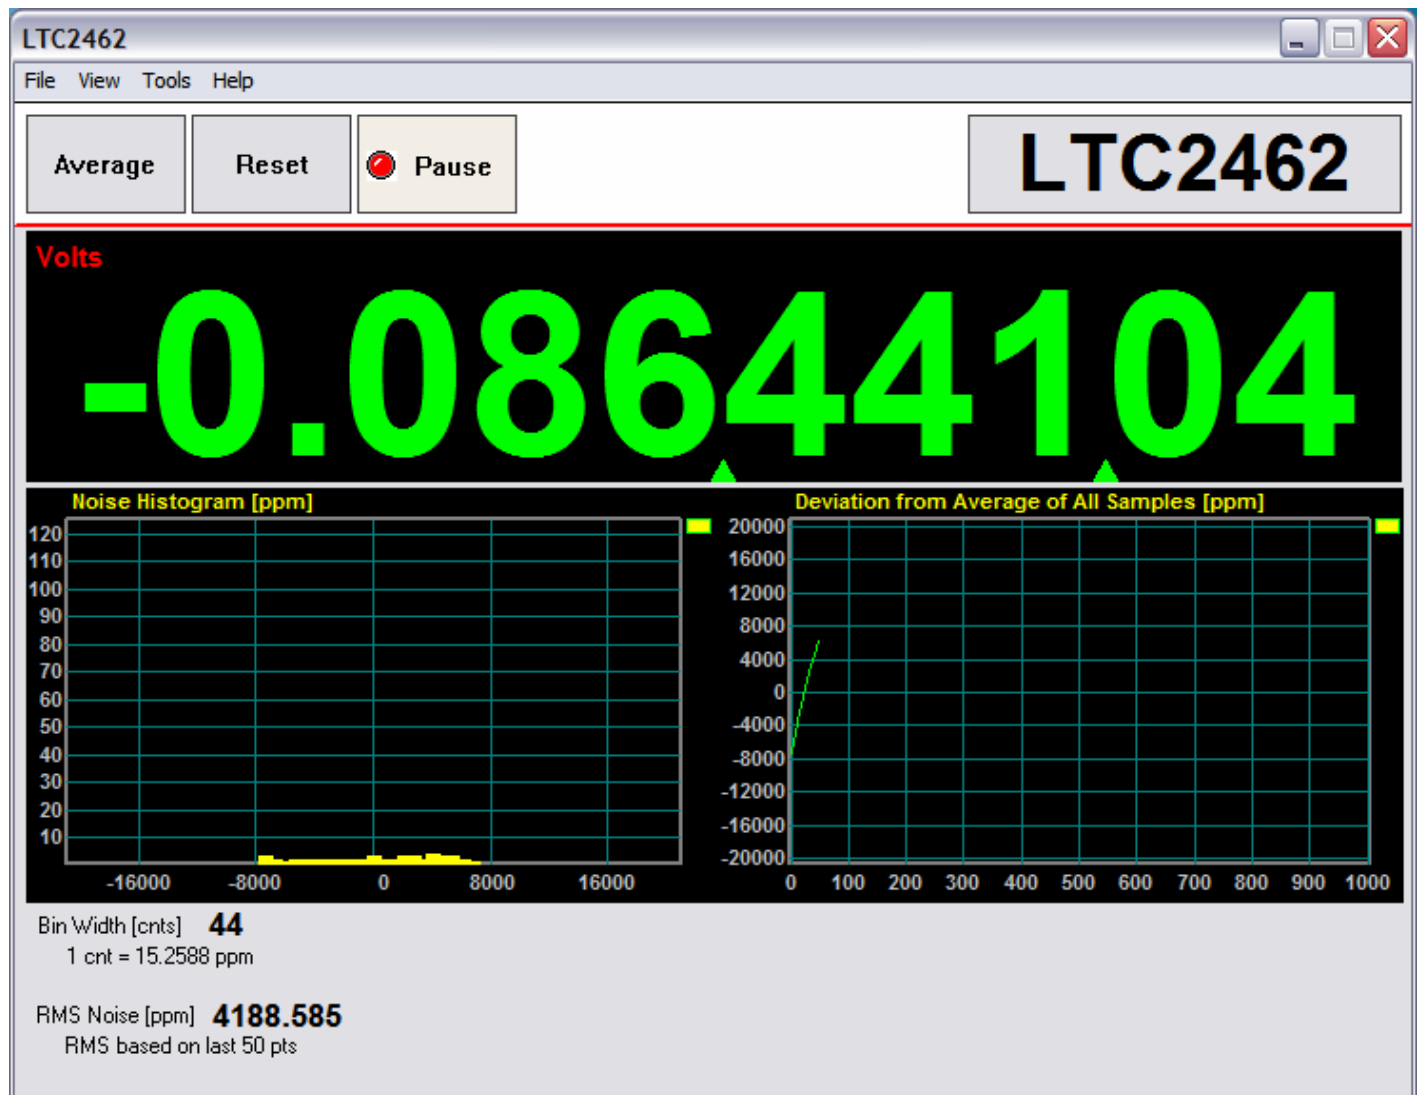 LTC2462
File View Tools Help
Average Reset Pause LTC2462
Volts
-0.08644104
Noise Histogram [ppm]
120
110
100
90
80
70
60
50
40
30
20
10
-16000 -8000 0 8000 16000
Deviation from Average of All Samples [ppm]
20000
16000
12000
8000
4000
0
-4000
-8000
-12000
-16000
-20000
0 100 200 300 400 500 600 700 800 900 1000
Bin Width [cnts] 44
1 cnt = 15.2588 ppm
RMS Noise [ppm] 4188.585
RMS based on last 50 pts